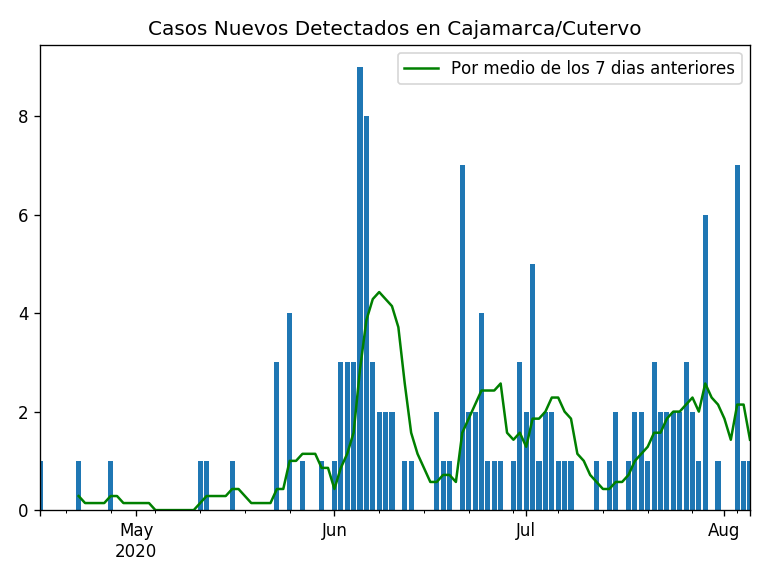 Casos Nuevos Detectados en Cajamarca/Cutervo
Por medio de los 7 dias anteriores
8
6
4
2
0
May Jun Jul Aug
2020